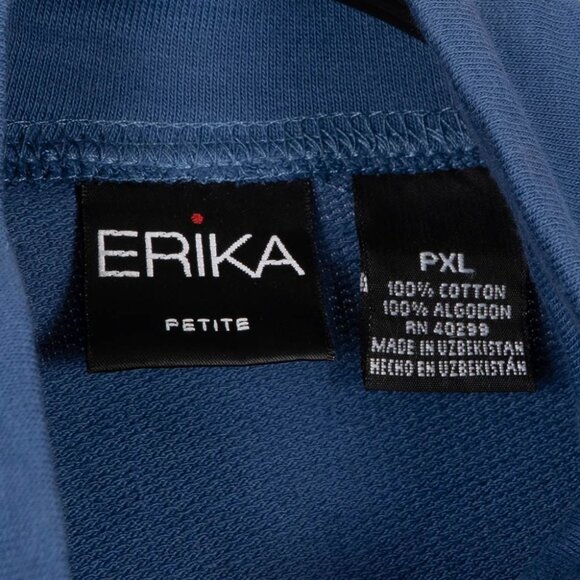 ERiKA
PETITE
PXL
100% COTTON
100% ALGODON
RN 40299
MADE IN UZBEKISTAN
HECHO EN UZBEKISTÁN